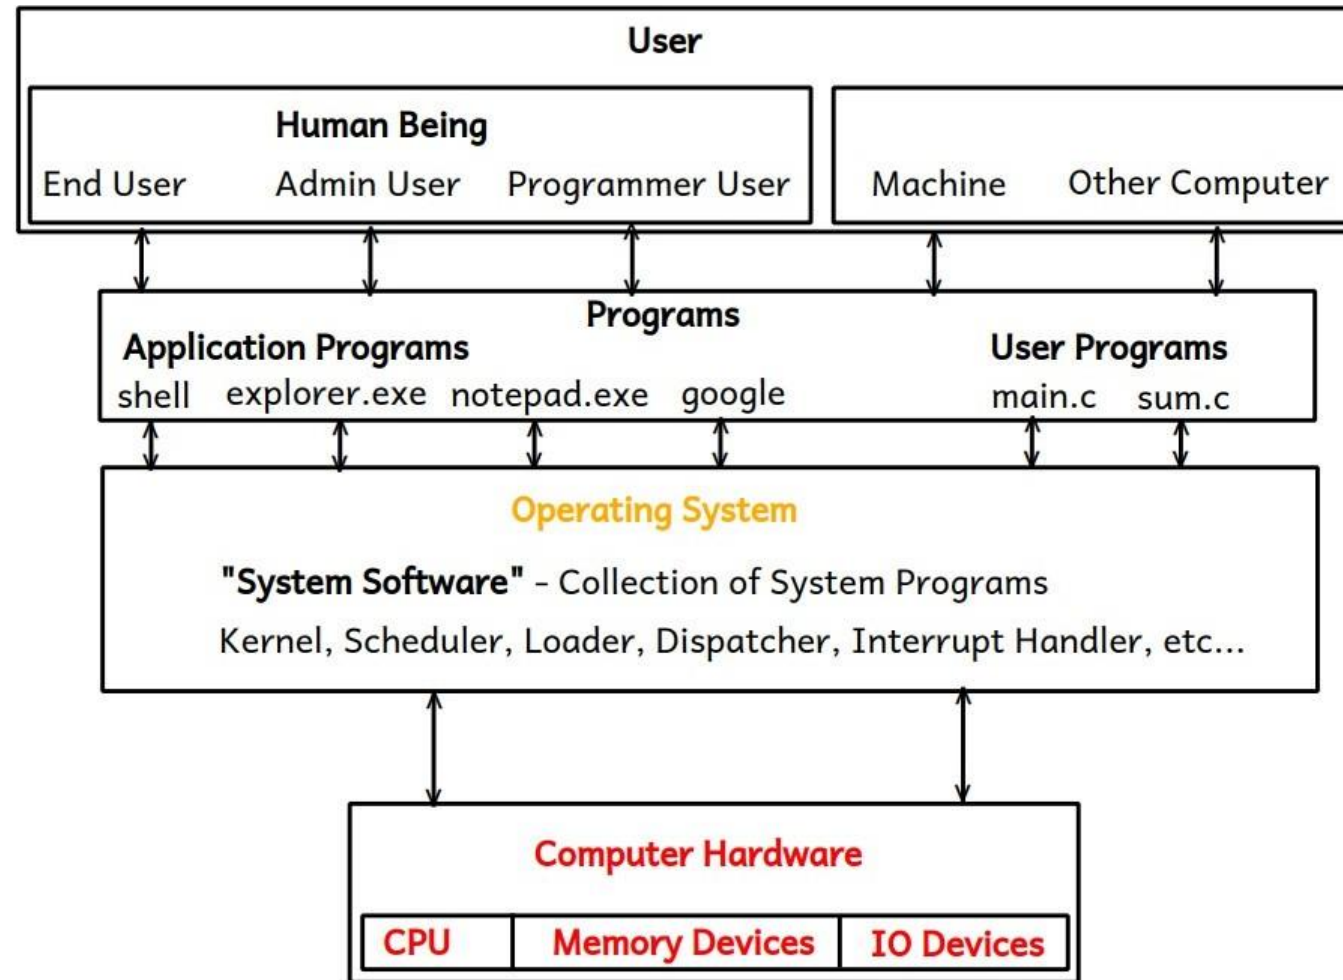 User
Human Being
End User Admin User Programmer User Machine Other Computer
Programs
Application Programs User Programs
shell explorer.exe notepad.exe google main.c sum.c
Operating System
"System Software" - Collection of System Programs
Kernel, Scheduler, Loader, Dispatcher, Interrupt Handler, etc...
Computer Hardware
CPU Memory Devices IO Devices